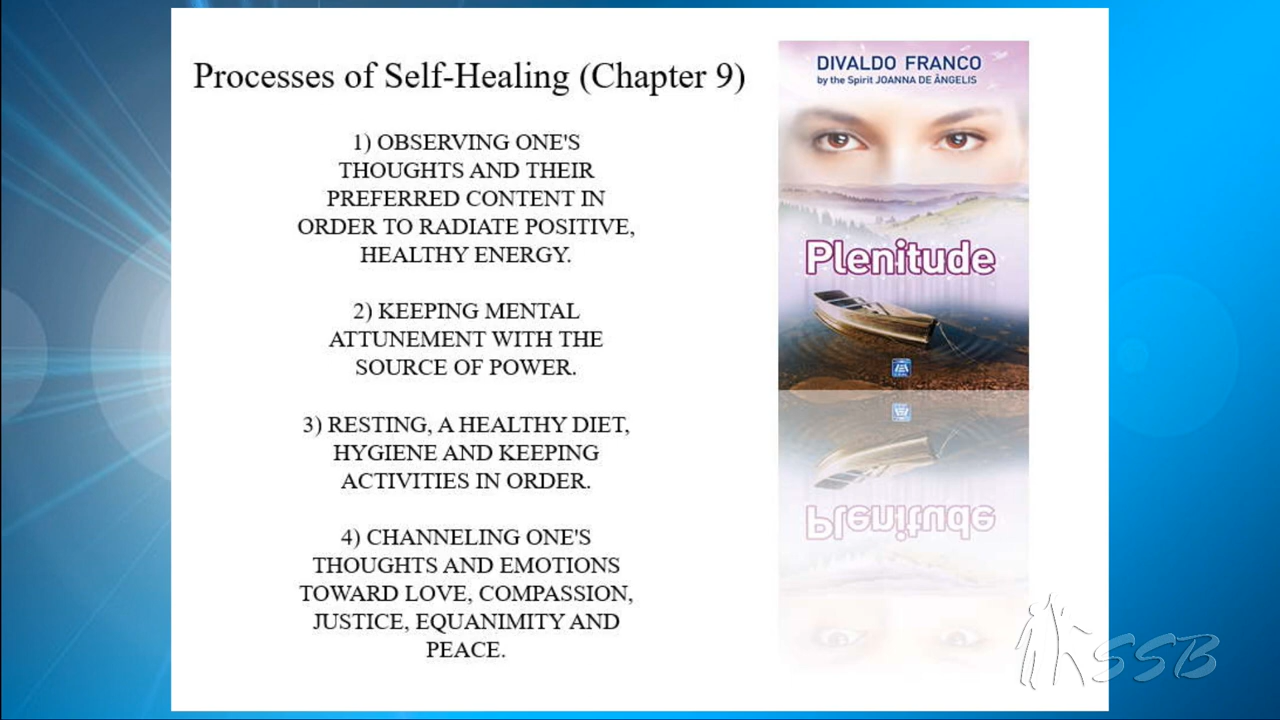 Processes of Self-Healing (Chapter 9)
1) OBSERVING ONE'S
THOUGHTS AND THEIR
PREFERRED CONTENT IN
ORDER TO RADIATE POSITIVE,
HEALTHY ENERGY.
2) KEEPING MENTAL
ATTUNEMENT WITH THE
SOURCE OF POWER.
3) RESTING, A HEALTHY DIET,
HYGIENE AND KEEPING
ACTIVITIES IN ORDER.
4) CHANNELING ONE'S
THOUGHTS AND EMOTIONS
TOWARD LOVE, COMPASSION,
JUSTICE, EQUANIMITY AND
PEACE.
DIVALDO FRANCO
by the Spirit JOANNA DE ÂNGELIS
Plenitude
Plenitude
SSB